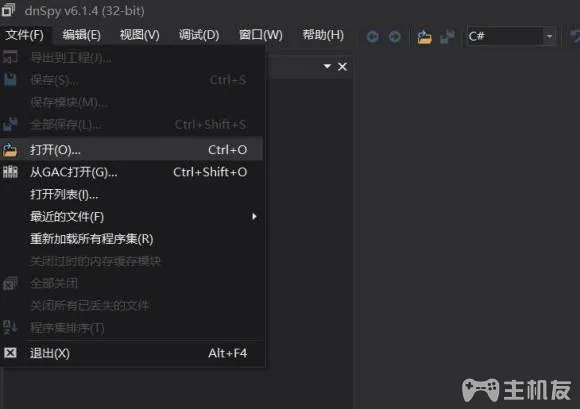 dnSpy v6.1.4 (32-bit)
文件(F) 编辑(E) 视图(V) 调试(D) 窗口(W) 帮助(H) C#
导出到工程(J)...
保存(S)... Ctrl+S
保存模块(M)...
全部保存(L)... Ctrl+Shift+S
打开(O)... Ctrl+O
从GAC打开(G)... Ctrl+Shift+O
打开列表(I)...
最近的文件(F)
重新加载所有程序集(R)
关闭过时的内存缓存模块
全部关闭
关闭所有已丢失的文件
程序集排序(T)
退出(X) Alt+F4
主机友